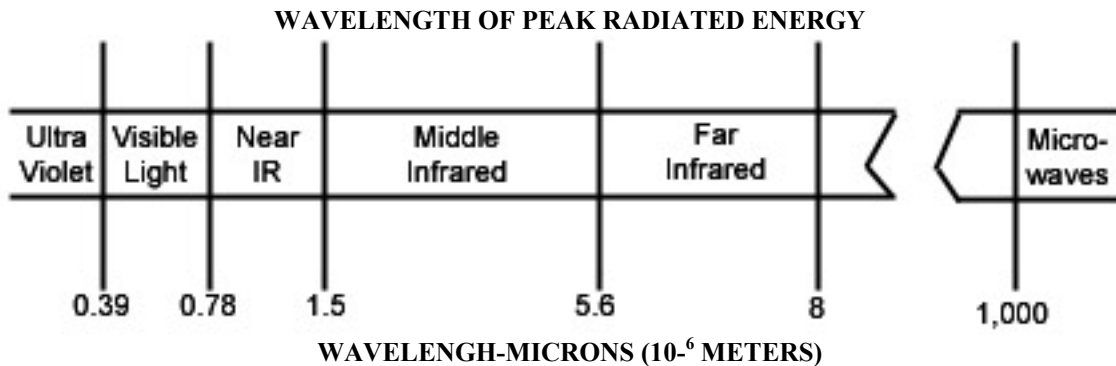 WAVELENGTH OF PEAK RADIATED ENERGY
Ultra Violet
Visible Light
Near IR
Middle Infrared
Far Infrared
Micro-waves
0.39 0.78 1.5 5.6 8 1,000
WAVELENGH-MICRONS (10-⁶ METERS)